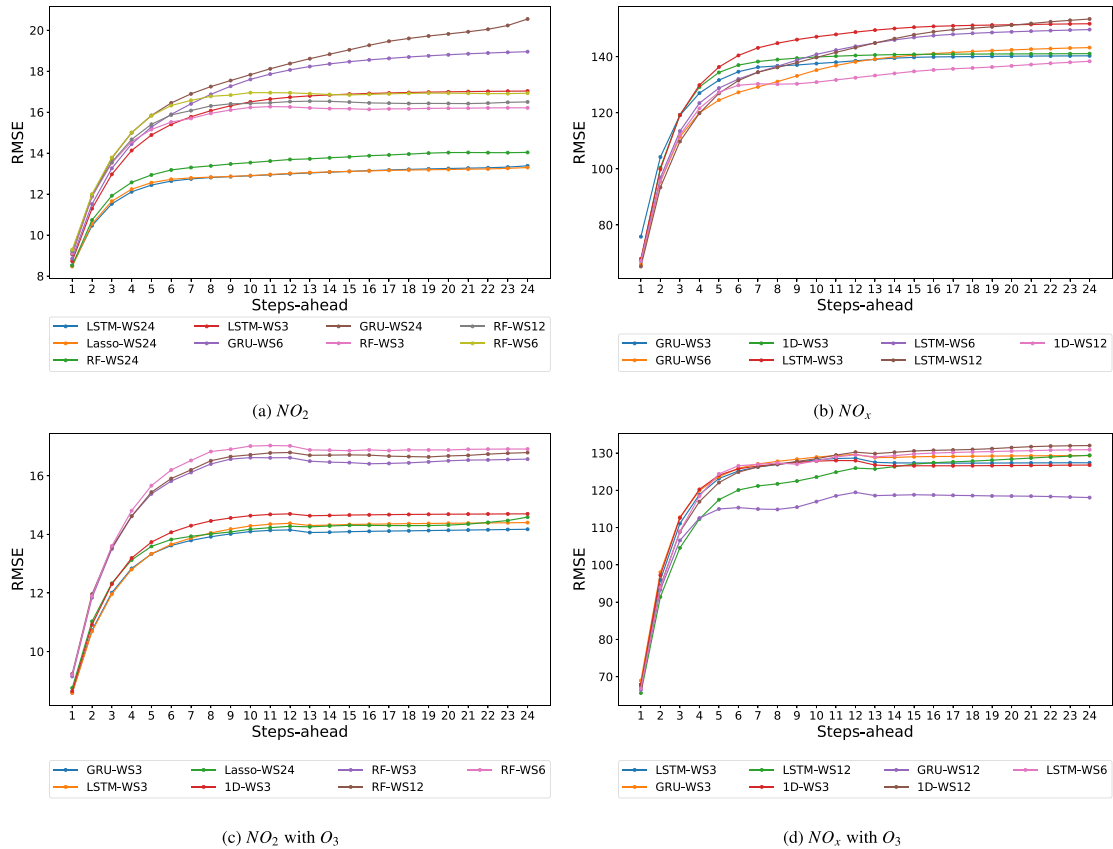 RMSE
20
18
16
14
12
10
8
1 2 3 4 5 6 7 8 9 10 11 12 13 14 15 16 17 18 19 20 21 22 23 24
Steps-ahead
LSTM-WS24 LSTM-WS3 GRU-WS24 RF-WS12
Lasso-WS24 GRU-WS6 RF-WS3 RF-WS6
RF-WS24
(a) NO2
RMSE
140
120
100
80
1 2 3 4 5 6 7 8 9 10 11 12 13 14 15 16 17 18 19 20 21 22 23 24
Steps-ahead
GRU-WS3 1D-WS3 LSTM-WS6 1D-WS12
GRU-WS6 LSTM-WS3 LSTM-WS12
(b) NOx
RMSE
16
14
12
10
1 2 3 4 5 6 7 8 9 10 11 12 13 14 15 16 17 18 19 20 21 22 23 24
Steps-ahead
GRU-WS3 Lasso-WS24 RF-WS3 RF-WS6
LSTM-WS3 1D-WS3 RF-WS12
(c) NO2 with O3
RMSE
130
120
110
100
90
80
70
1 2 3 4 5 6 7 8 9 10 11 12 13 14 15 16 17 18 19 20 21 22 23 24
Steps-ahead
LSTM-WS3 LSTM-WS12 GRU-WS12 LSTM-WS6
GRU-WS3 1D-WS3 1D-WS12
(d) NOx with O3